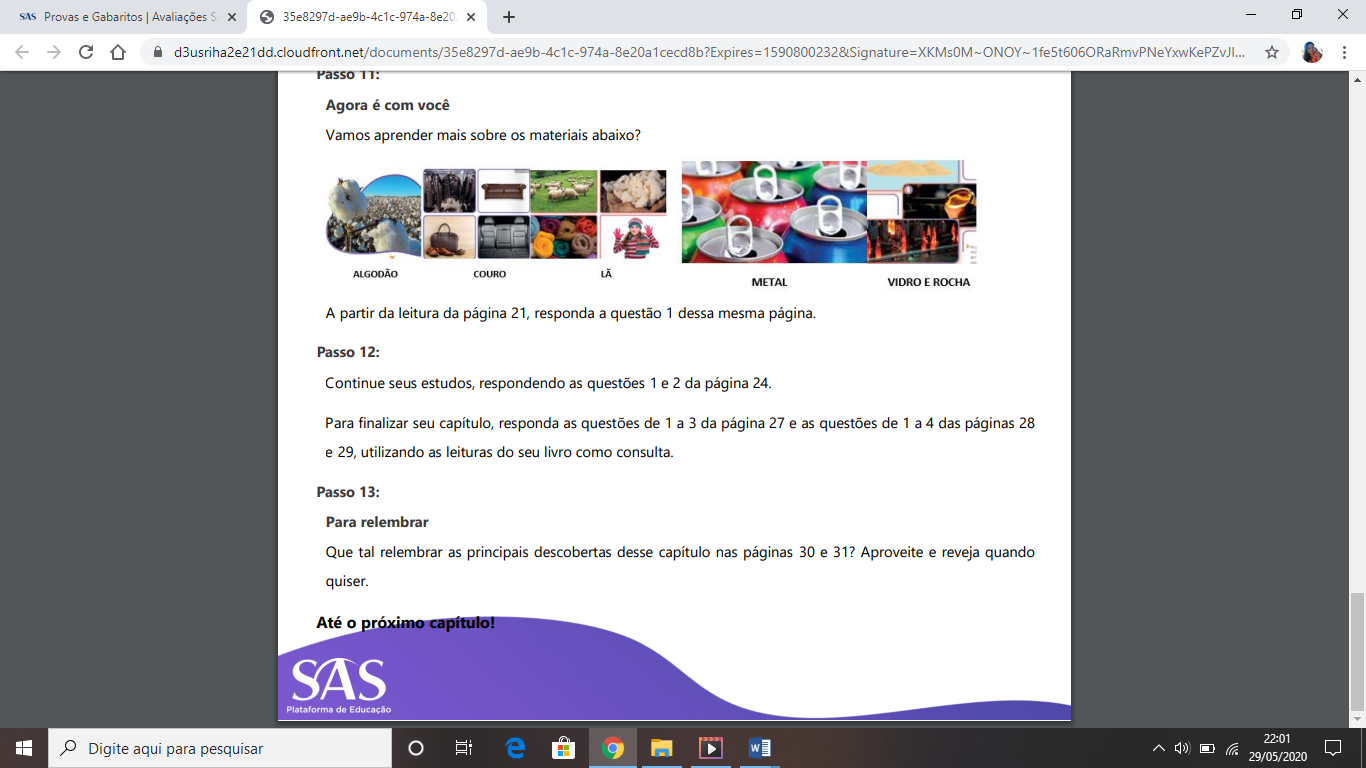 SAS Provas e Gabaritos | Avaliações S
35e8297d-ae9b-4c1c-974a-8e20
d3usriha2e21dd.cloudfront.net/documents/35e8297d-ae9b-4c1c-974a-8e20a1cecd8b?Expires=1590800232&Signature=XKMs0M~ONOY~1fe5t606ORaRmvPNeYxwKePZvJI...
Passo 11:
Agora é com você
Vamos aprender mais sobre os materiais abaixo?
ALGODÃO COURO LÃ
METAL VIDRO E ROCHA
A partir da leitura da página 21, responda a questão 1 dessa mesma página.
Passo 12:
Continue seus estudos, respondendo as questões 1 e 2 da página 24.
Para finalizar seu capítulo, responda as questões de 1 a 3 da página 27 e as questões de 1 a 4 das páginas 28
e 29, utilizando as leituras do seu livro como consulta.
Passo 13:
Para relembrar
Que tal relembrar as principais descobertas desse capítulo nas páginas 30 e 31? Aproveite e reveja quando
quiser.
Até o próximo capítulo!
SAS
Plataforma de Educação
Digite aqui para pesquisar
22:01
29/05/2020